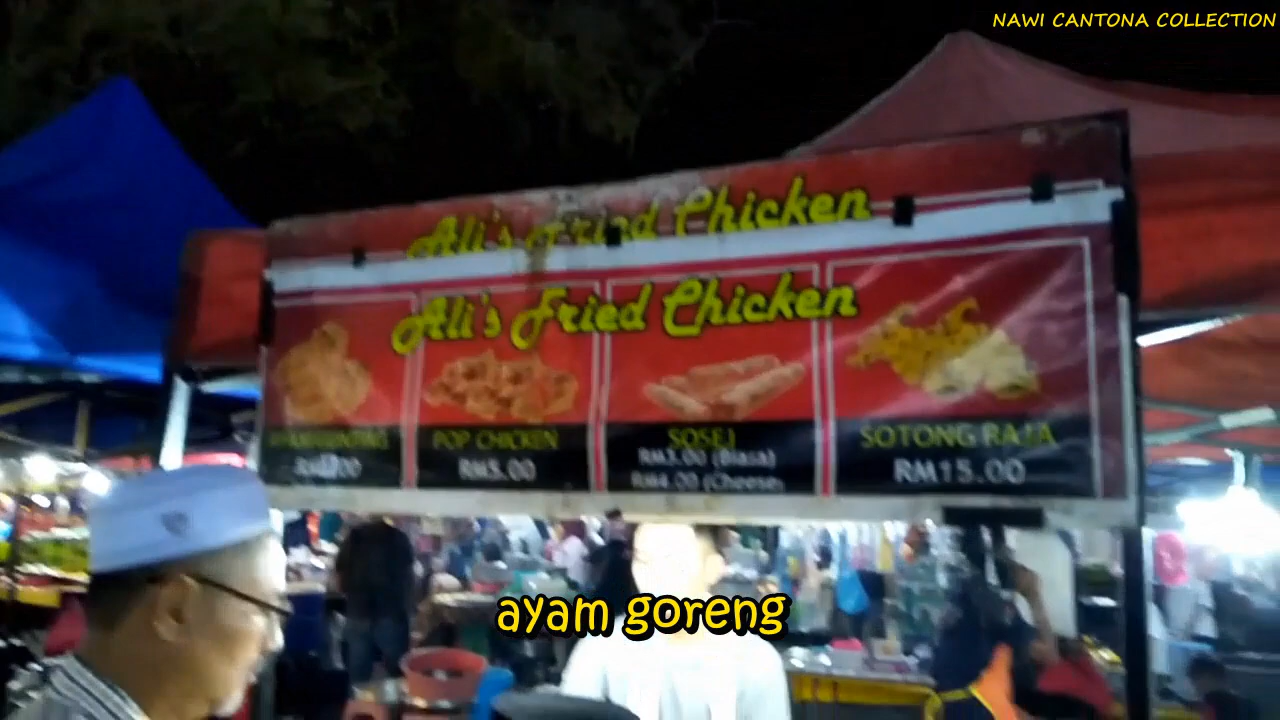 NAWI CANTONA COLLECTION
Ali's Fried Chicken
Ali's Fried Chicken
POP CHICKEN
RM5.00
SOSEJ
RM3.00 (Biasa)
RM4.00 (Cheese)
SOTONG RAJA
RM15.00
ayam goreng